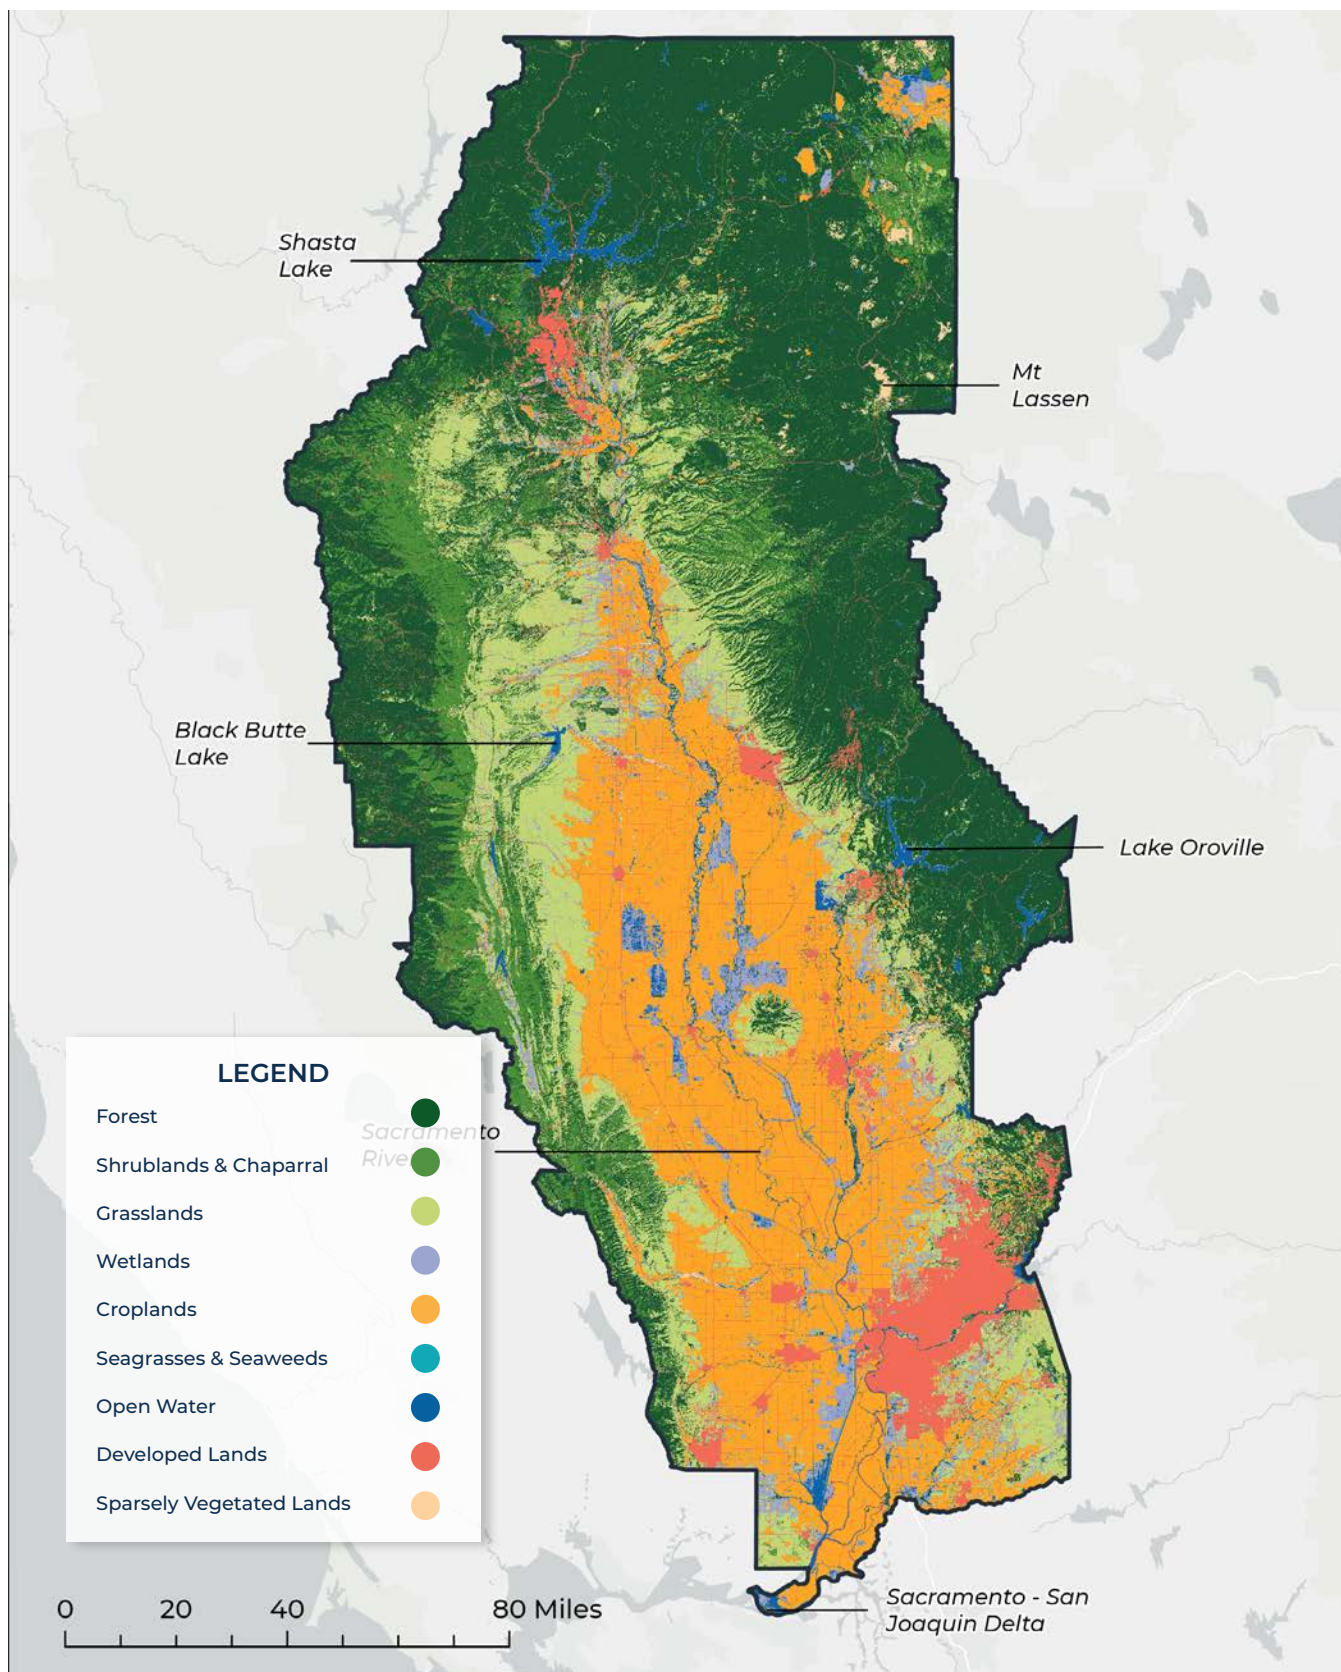 Shasta
Lake
Mt
Lassen
Black Butte
Lake
Lake Oroville
LEGEND
Forest
Shrublands & Chaparral
Grasslands
Wetlands
Croplands
Seagrasses & Seaweeds
Open Water
Developed Lands
Sparsely Vegetated Lands
Sacramento
River
0 20 40 80 Miles
Sacramento - San
Joaquin Delta